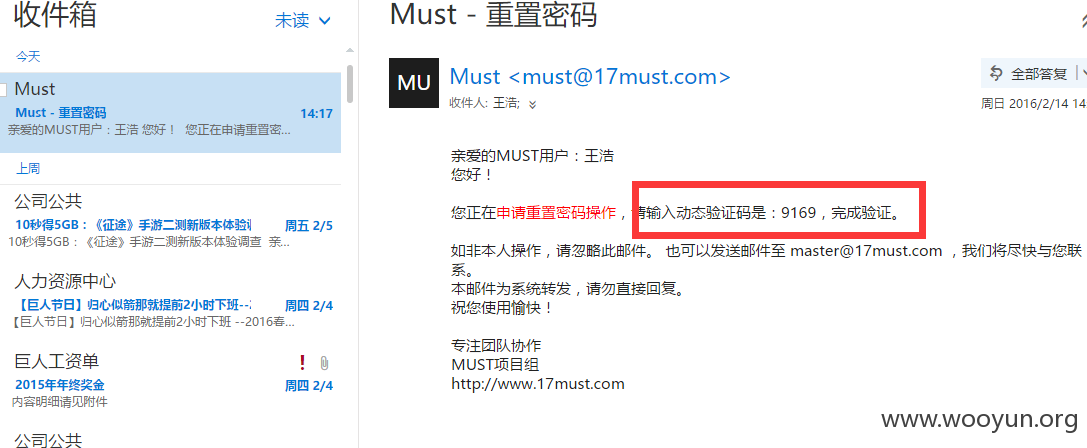 收件箱
未读
今天
Must
Must - 重置密码
14:17
亲爱的MUST用户：王浩 您好！ 您正在申请重置密...
上周
公司公共
10秒得5GB：《征途》手游二测新版本体验调
周五 2/5
10秒得5GB：《征途》手游二测新版本体验调查 亲...
人力资源中心
【巨人节日】归心似箭那就提前2小时下班--2
周四 2/4
【巨人节日】归心似箭那就提前2小时下班 --2016春...
巨人工资单
2015年年终奖金
周四 2/4
内容明细请见附件
公司公共
Must - 重置密码
MU
Must <must@17must.com>
收件人: 王浩;
全部答复
周日 2016/2/14 14
亲爱的MUST用户：王浩
您好！
您正在申请重置密码操作，请输入动态验证码是：9169，完成验证。
如非本人操作，请忽略此邮件。 也可以发送邮件至 master@17must.com ，我们将尽快与您联
系。
本邮件为系统转发，请勿直接回复。
祝您使用愉快！
专注团队协作
MUST项目组
http://www.17must.com
www.wooyun.org